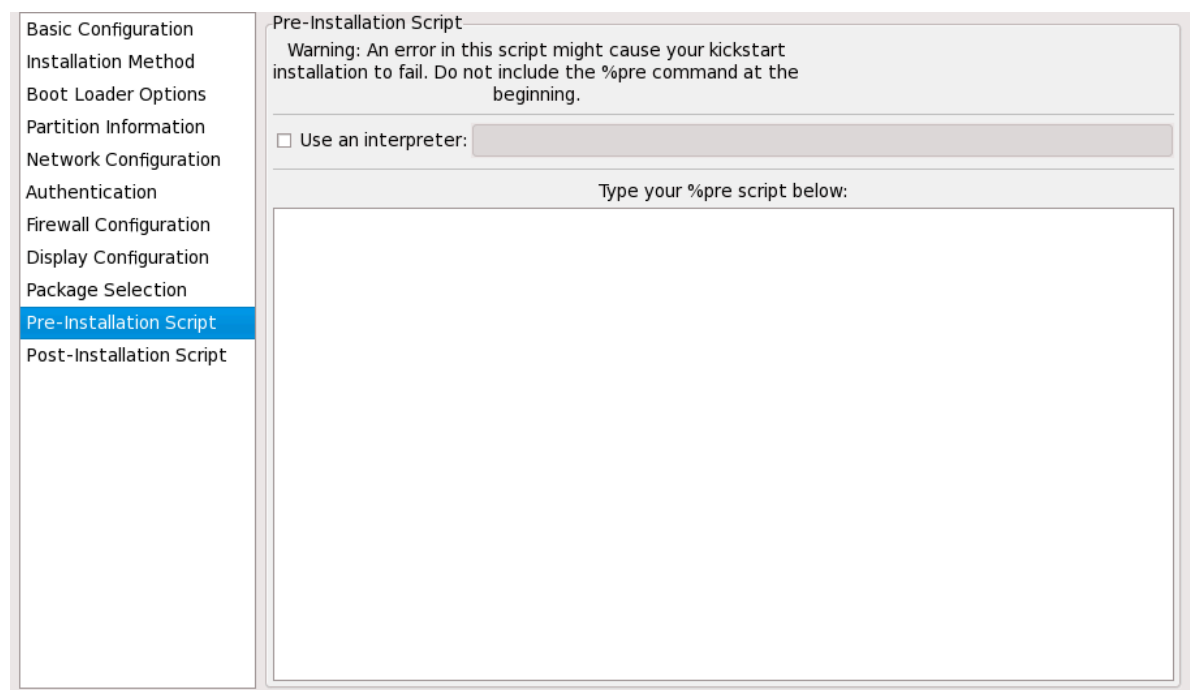 Basic Configuration
Installation Method
Boot Loader Options
Partition Information
Network Configuration
Authentication
Firewall Configuration
Display Configuration
Package Selection
Pre-Installation Script
Post-Installation Script
Pre-Installation Script
Warning: An error in this script might cause your kickstart
installation to fail. Do not include the %pre command at the
beginning.
Use an interpreter:
Type your %pre script below: